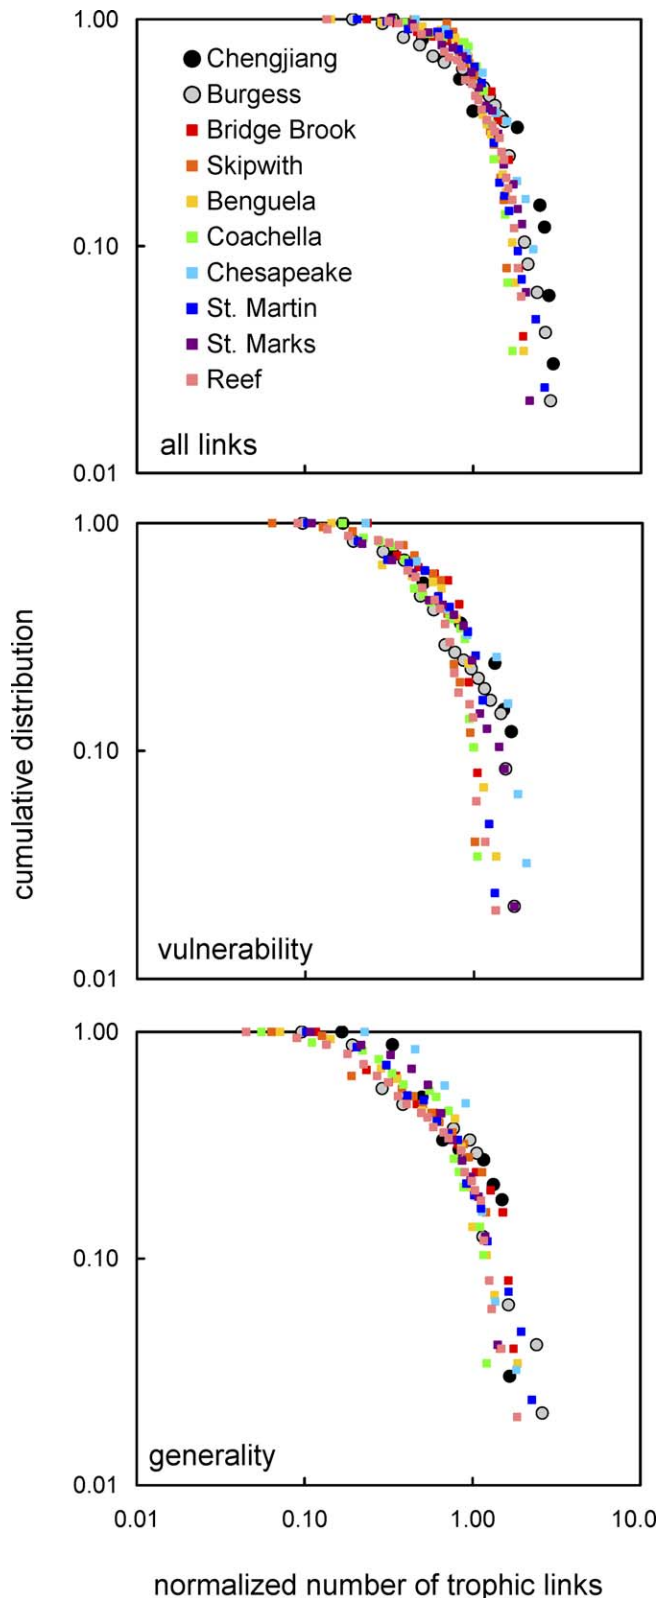 1.00
Chengjiang
Burgess
Bridge Brook
Skipwith
Benguela
0.10
Coachella
Chesapeake
St. Martin
St. Marks
Reef
all links
0.01
1.00
cumulative distribution
0.10
vulnerability
0.01
1.00
0.10
generality
0.01
0.01 0.10 1.00 10.0
normalized number of trophic links